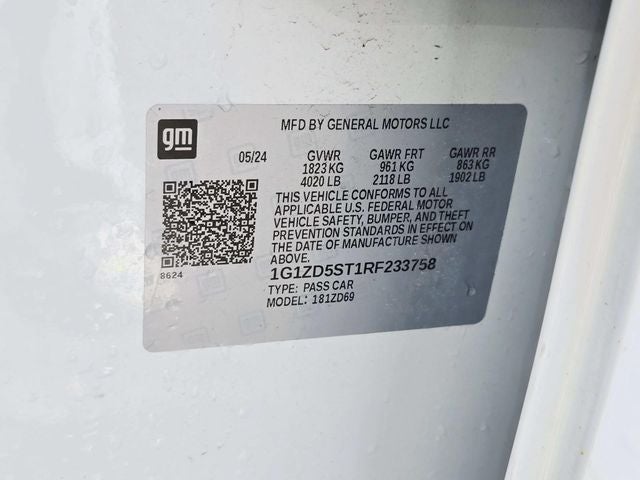 gm
MFD BY GENERAL MOTORS LLC
05/24 GVWR GAWR FRT GAWR RR
1823 KG 961 KG 863 KG
4020 LB 2118 LB 1902 LB
THIS VEHICLE CONFORMS TO ALL
APPLICABLE U.S. FEDERAL MOTOR
VEHICLE SAFETY, BUMPER, AND THEFT
PREVENTION STANDARDS IN EFFECT ON
THE DATE OF MANUFACTURE SHOWN
ABOVE.
8624
1G1ZD5ST1RF233758
TYPE: PASS CAR
MODEL: 181ZD69